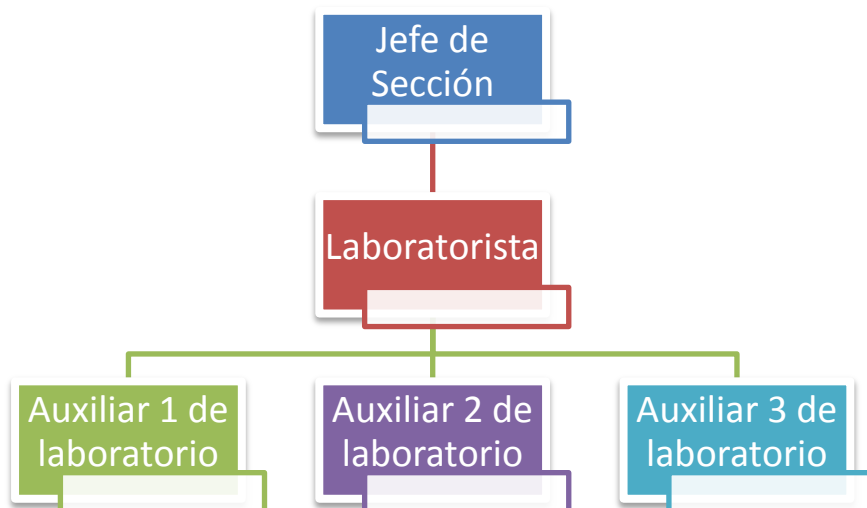 Jefe de
Sección
Laboratorista
Auxiliar 1 de
laboratorio
Auxiliar 2 de
laboratorio
Auxiliar 3 de
laboratorio